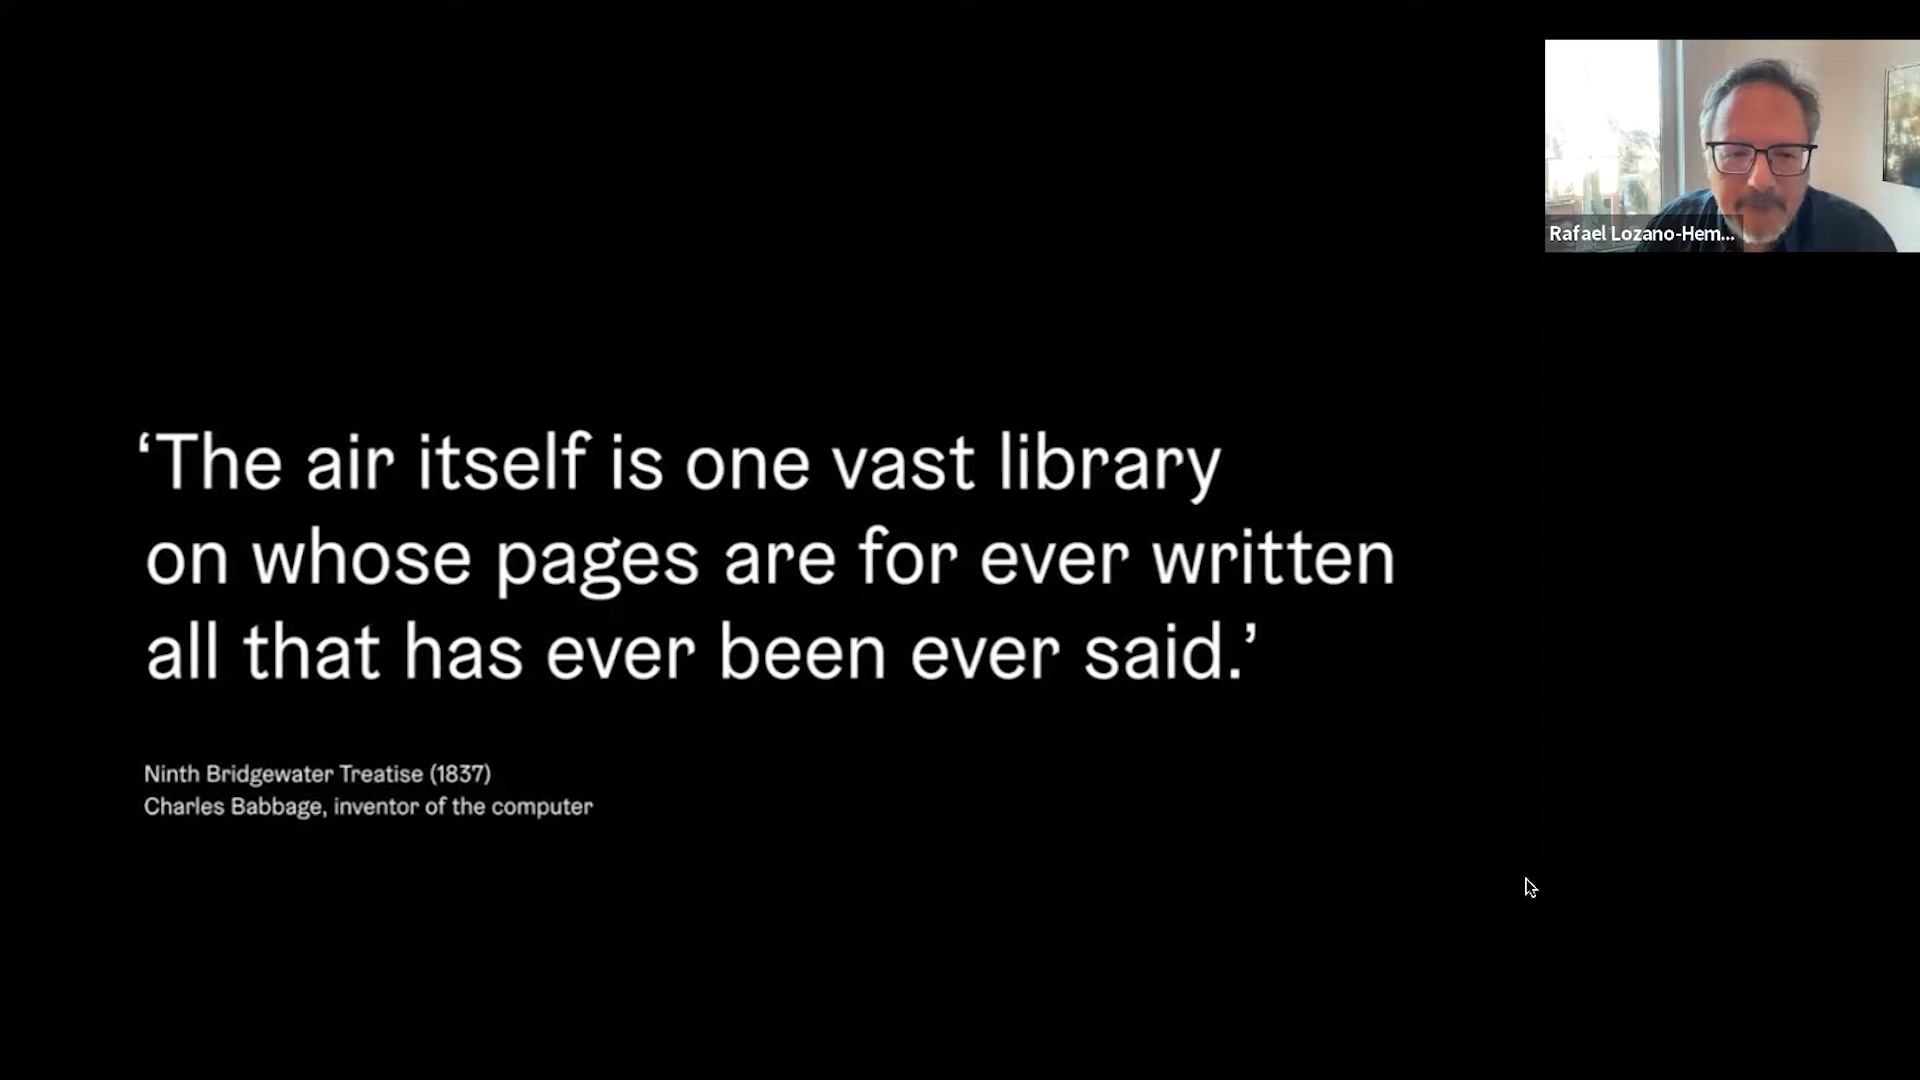 ‘The air itself is one vast library
on whose pages are for ever written
all that has ever been ever said.’
Ninth Bridgewater Treatise (1837)
Charles Babbage, inventor of the computer
Rafael Lozano-Hem...